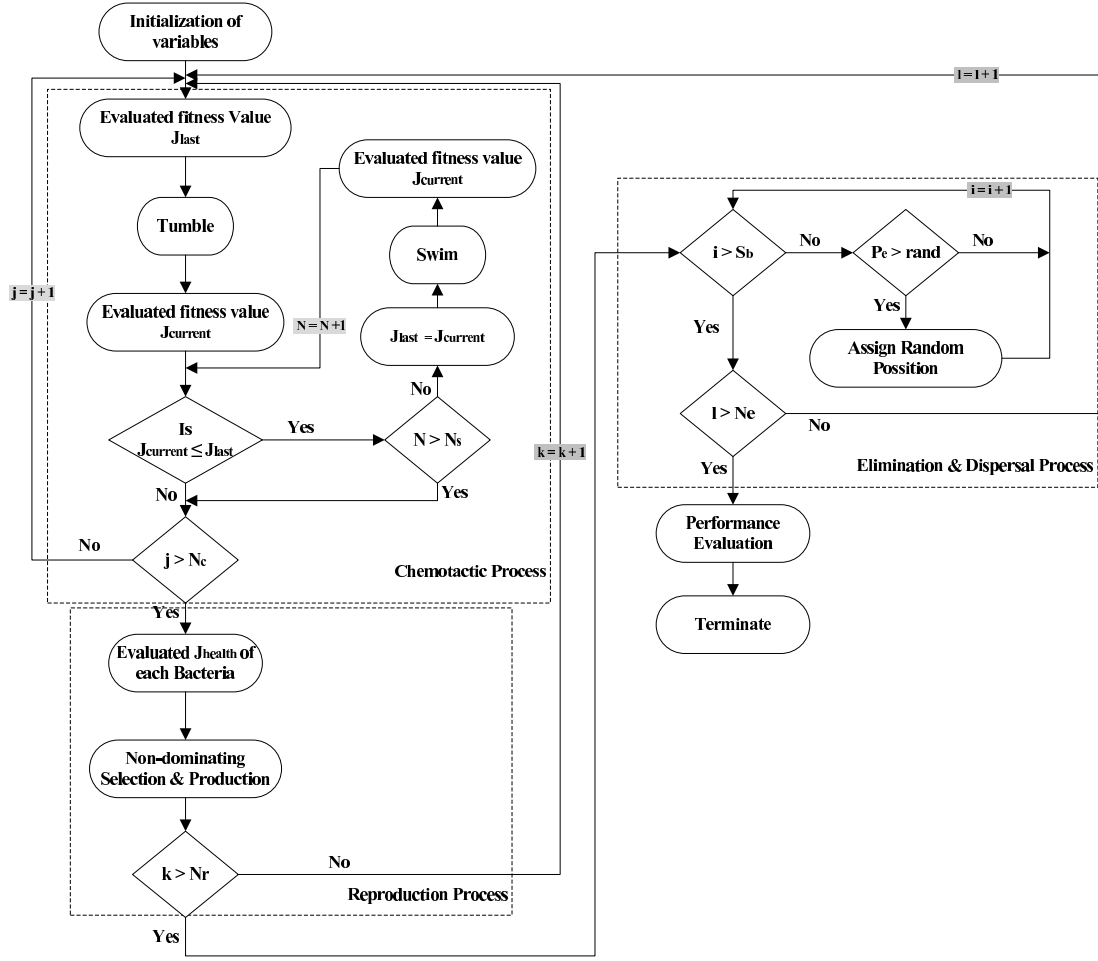 Initialization of
variables
l = l + 1
Evaluated fitness Value
Jlast
Evaluated fitness value
Jcurrent
Tumble
Swim
j = j + 1
Evaluated fitness value
Jcurrent
N = N +1
Jlast = Jcurrent
No
Is
Jcurrent ≤ Jlast
Yes
N > Ns
k = k + 1
No
Yes
No
j > Nc
Chemotactic Process
Yes
Evaluated Jhealth of
each Bacteria
Non-dominating
Selection & Production
k > Nr
No
Reproduction Process
Yes
i = i + 1
i > Sb
No
Pe > rand
No
Yes
Yes
Assign Random
Possition
l > Ne
No
Yes
Elimination & Dispersal Process
Performance
Evaluation
Terminate